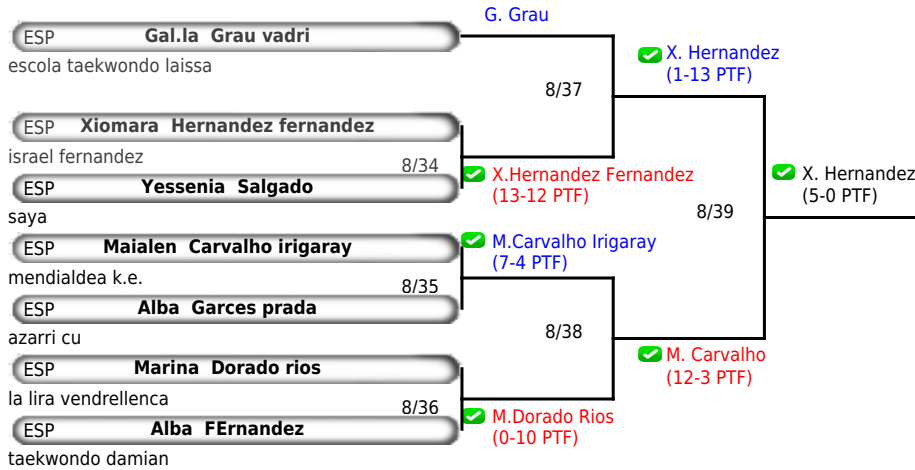 G. Grau
ESP Gal.la Grau vadri
escola taekwondo laissa
8/37
X. Hernandez
(1-13 PTF)
ESP Xiomara Hernandez fernandez
israel fernandez
8/34
ESP Yessenia Salgado
saya
X.Hernandez Fernandez
(13-12 PTF)
8/39
X. Hernandez
(5-0 PTF)
ESP Maialen Carvalho irigaray
mendialdea k.e.
M.Carvalho Irigaray
(7-4 PTF)
8/35
ESP Alba Garces prada
azarri cu
8/38
M. Carvalho
(12-3 PTF)
ESP Marina Dorado rios
la lira vendrellenca
8/36
ESP Alba FErnandez
taekwondo damian
M.Dorado Rios
(0-10 PTF)